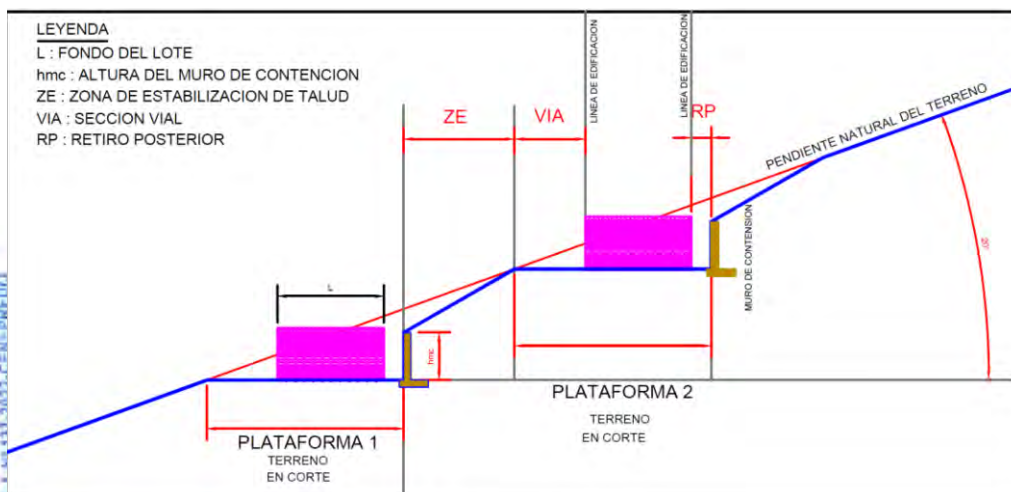 LEYENDA
L : FONDO DEL LOTE
hmc : ALTURA DEL MURO DE CONTENCION
ZE : ZONA DE ESTABILIZACION DE TALUD
VIA : SECCION VIAL
RP : RETIRO POSTERIOR
ZE
VIA
LINEA DE EDIFICACION
LINEA DE EDIFICACION
RP
PENDIENTE NATURAL DEL TERRENO
MURO DE CONTENSION
20°
L
hmc
PLATAFORMA 1
TERRENO
EN CORTE
PLATAFORMA 2
TERRENO
EN CORTE